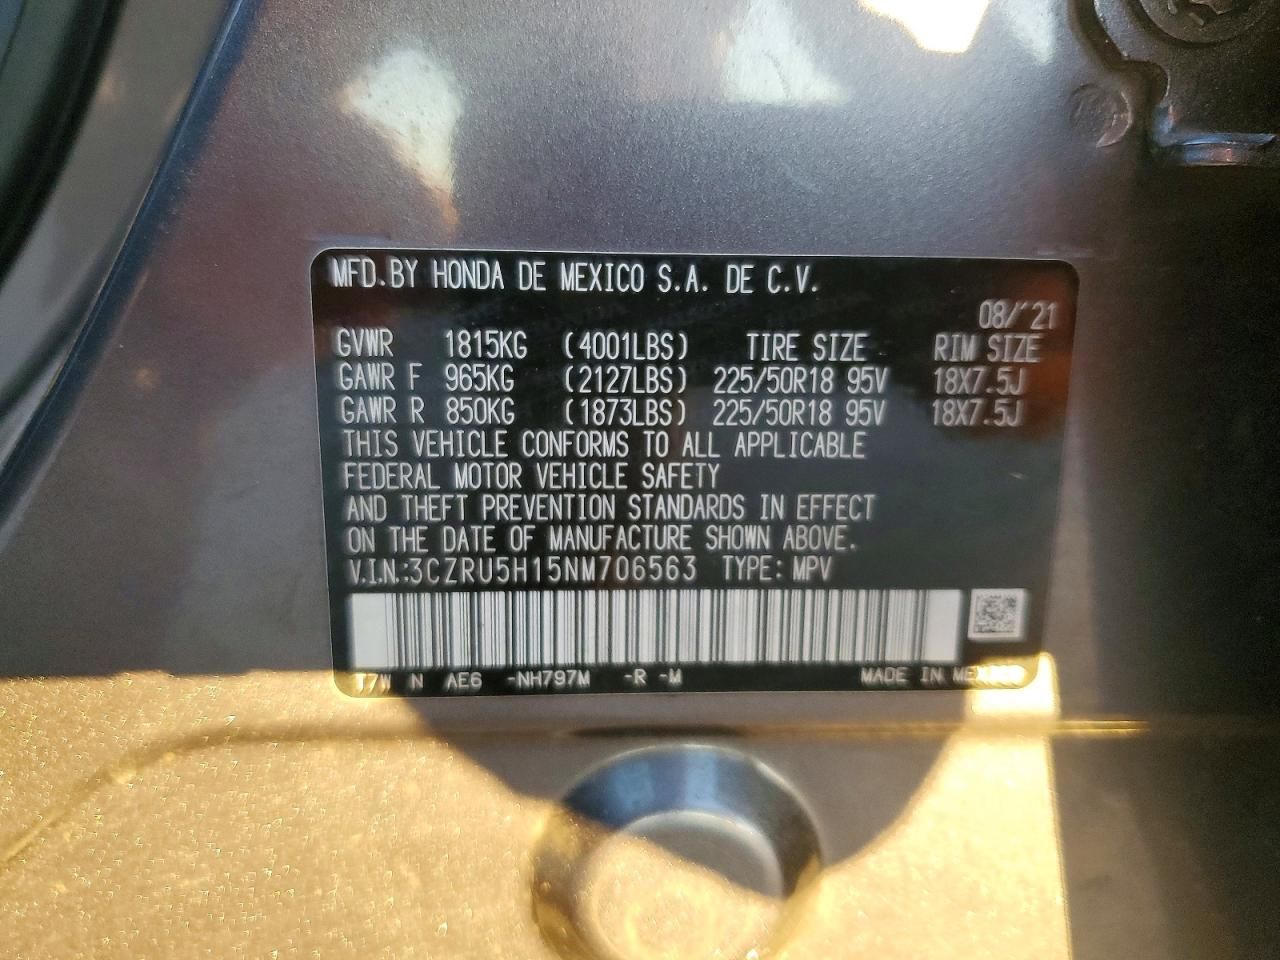 MFD.BY HONDA DE MEXICO S.A. DE C.V.
08/'21
GVWR 1815KG (4001LBS) TIRE SIZE RIM SIZE
GAWR F 965KG (2127LBS) 225/50R18 95V 18X7.5J
GAWR R 850KG (1873LBS) 225/50R18 95V 18X7.5J
THIS VEHICLE CONFORMS TO ALL APPLICABLE
FEDERAL MOTOR VEHICLE SAFETY
AND THEFT PREVENTION STANDARDS IN EFFECT
ON THE DATE OF MANUFACTURE SHOWN ABOVE.
V.I.N.:3CZRU5H15NM706563 TYPE: MPV
T7W N AE6 -NH797M -R -M MADE IN MEXICO